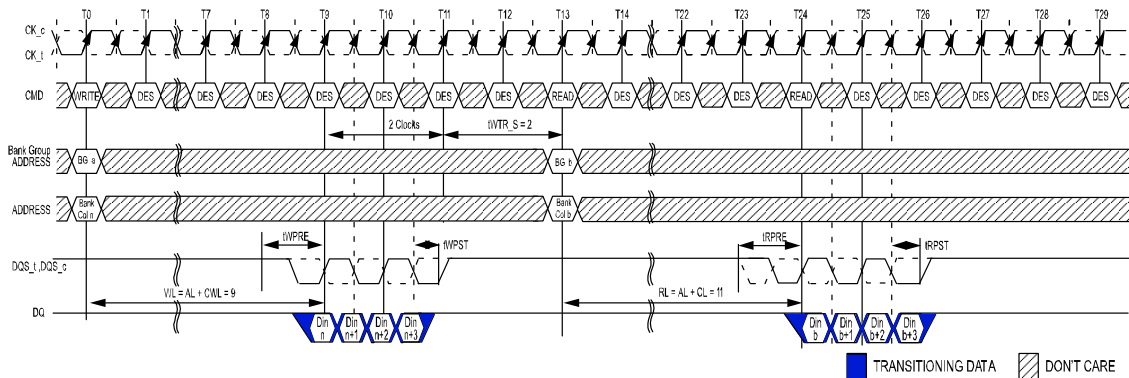 T0 T1 T7 T8 T9 T10 T11 T12 T13 T14 T22 T23 T24 T25 T26 T27 T28 T29
CK_c
CK_t
CMD WRITE DES DES DES DES DES DES DES READ DES DES DES READ DES DES DES DES DES
2 Clocks tWTR_S = 2
Bank Group
ADDRESS BG a BG b
ADDRESS Bank Col n Bank Col b
tWPRE tWPST tRPRE tRPST
DQS_t ,DQS_c
WL = AL + CWL = 9 RL = AL + CL = 11
DQ Din n Din n+1 Din n+2 Din n+3 Din b Din b+1 Din b+2 Din b+3
TRANSITIONING DATA DON'T CARE